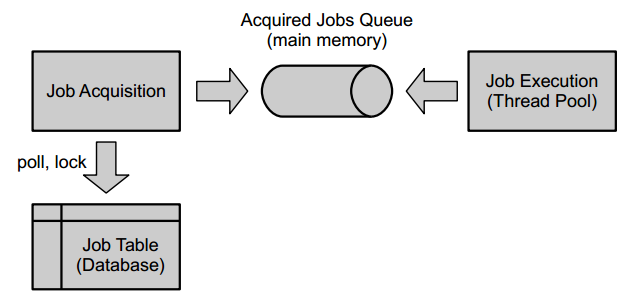 Acquired Jobs Queue
(main memory)
Job Acquisition
Job Execution
(Thread Pool)
poll, lock
Job Table
(Database)